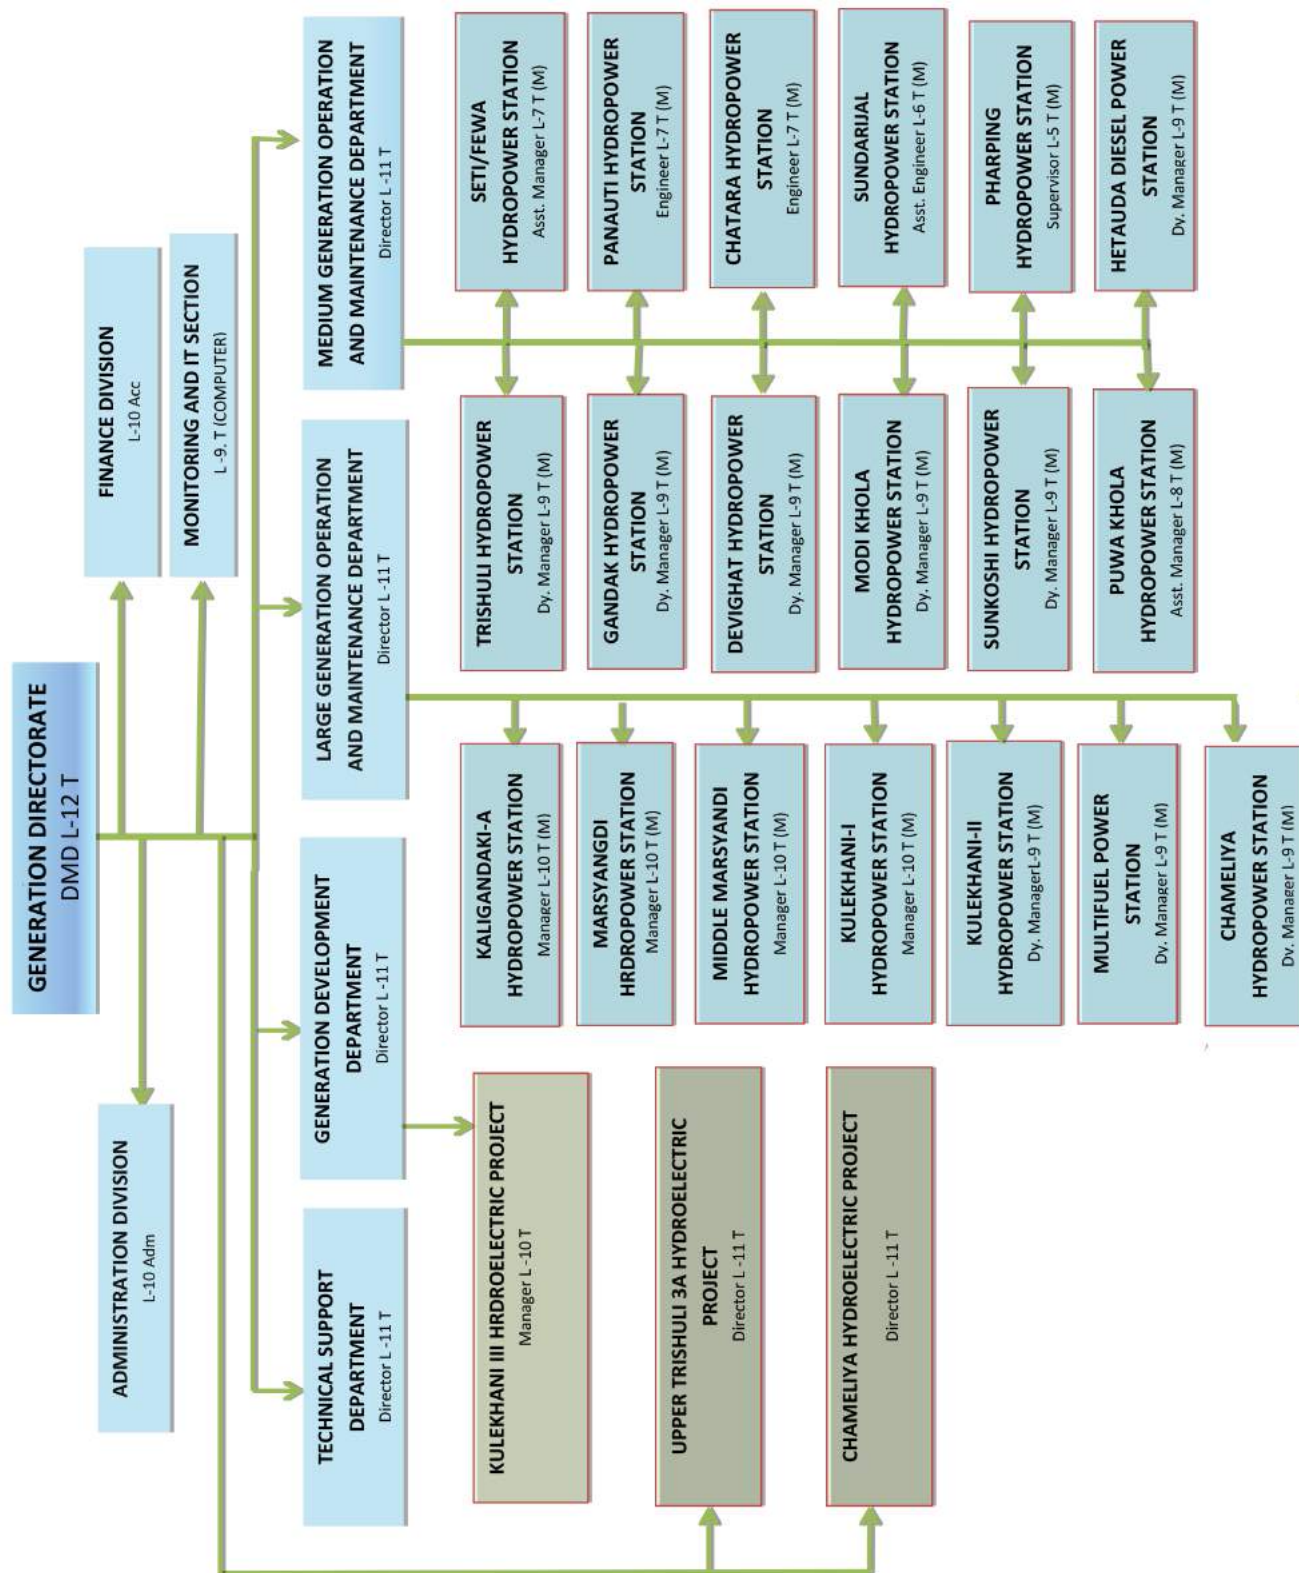 GENERATION DIRECTORATE
DMD L-12 T
ADMINISTRATION DIVISION
L-10 Adm
FINANCE DIVISION
L-10 Acc
MONITORING AND IT SECTION
L-9, T (COMPUTER)
TECHNICAL SUPPORT
DEPARTMENT
Director L -11 T
GENERATION DEVELOPMENT
DEPARTMENT
Director L -11 T
LARGE GENERATION OPERATION
AND MAINTENANCE DEPARTMENT
Director L -11 T
MEDIUM GENERATION OPERATION
AND MAINTENANCE DEPARTMENT
Director L -11 T
KULEKHANI III HRDROELECTRIC PROJECT
Manager L -10 T
UPPER TRISHULI 3A HYDROELECTRIC
PROJECT
Director L -11 T
CHAMELIYA HYDROELECTRIC PROJECT
Director L -11 T
KALIGANDAKI-A
HYDROPOWER STATION
Manager L-10 T (M)
MARSYANGDI
HRDROPOWER STATION
Manager L-10 T (M)
MIDDLE MARSYANDI
HYDROPOWER STATION
Manager L-10 T (M)
KULEKHANI-I
HYDROPOWER STATION
Manager L-10 T (M)
KULEKHANI-II
HYDROPOWER STATION
Dy. ManagerL-9 T (M)
MULTIFUEL POWER
STATION
Dy. Manager L-9 T (M)
CHAMELIYA
HYDROPOWER STATION
Dy. Manager L-9 T (M)
TRISHULI HYDROPOWER
STATION
Dy. Manager L-9 T (M)
GANDAK HYDROPOWER
STATION
Dy. Manager L-9 T (M)
DEVIGHAT HYDROPOWER
STATION
Dy. Manager L-9 T (M)
MODI KHOLA
HYDROPOWER STATION
Dy. Manager L-9 T (M)
SUNKOSHI HYDROPOWER
STATION
Dy. Manager L-9 T (M)
PUWA KHOLA
HYDROPOWER STATION
Asst. Manager L-8 T (M)
SETI/FEWA
HYDROPOWER STATION
Asst. Manager L-7 T (M)
PANAUTI HYDROPOWER
STATION
Engineer L-7 T (M)
CHATARA HYDROPOWER
STATION
Engineer L-7 T (M)
SUNDARIJAL
HYDROPOWER STATION
Asst. Engineer L-6 T (M)
PHARPING
HYDROPOWER STATION
Supervisor L-5 T (M)
HETAUDA DIESEL POWER
STATION
Dy. Manager L-9 T (M)